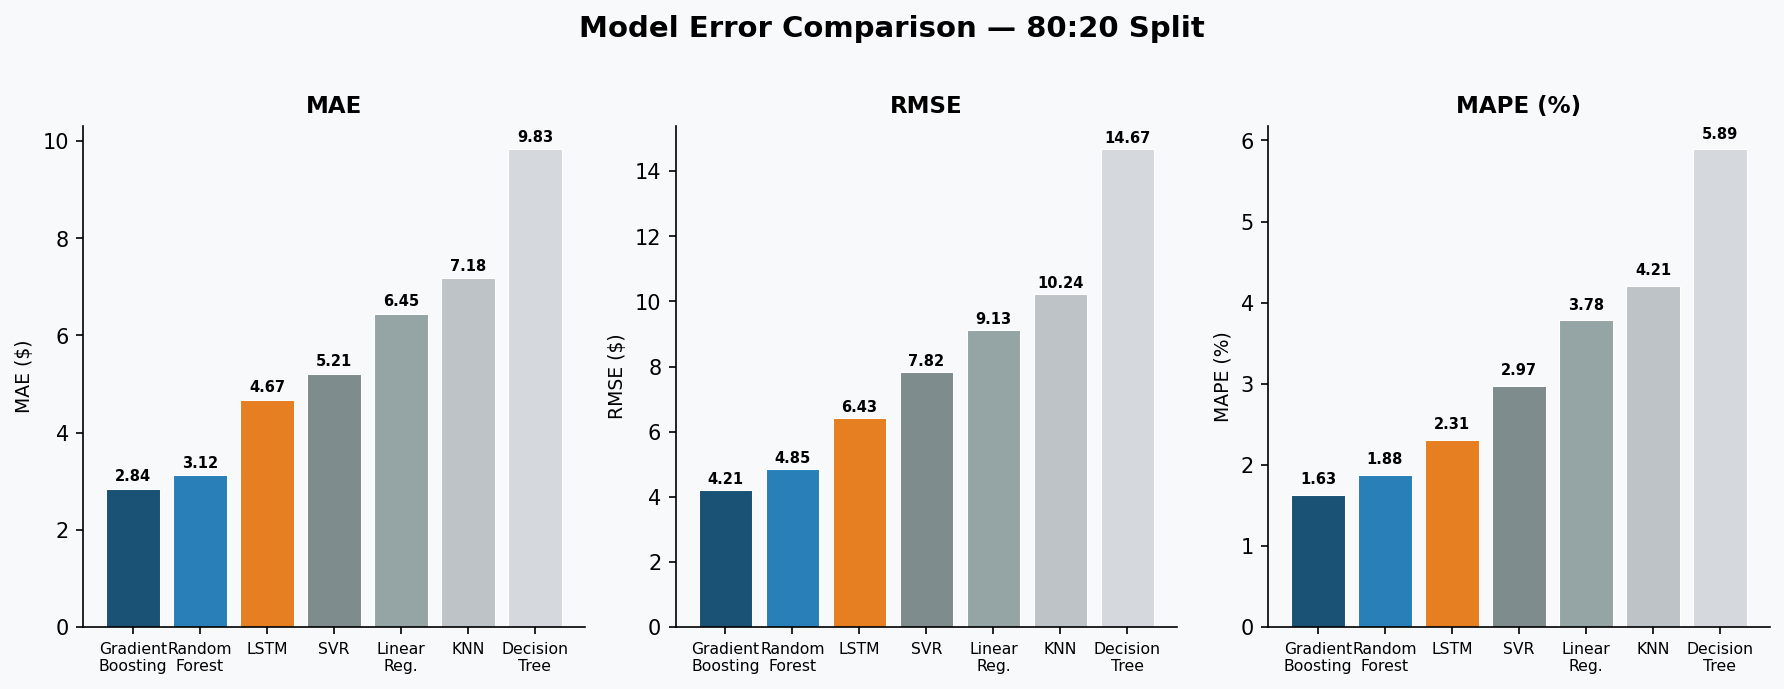 Model Error Comparison — 80:20 Split
MAE
MAE ($)
10
8
6
4
2
0
2.84
3.12
4.67
5.21
6.45
7.18
9.83
Gradient Boosting
Random Forest
LSTM
SVR
Linear Reg.
KNN
Decision Tree
RMSE
RMSE ($)
14
12
10
8
6
4
2
0
4.21
4.85
6.43
7.82
9.13
10.24
14.67
Gradient Boosting
Random Forest
LSTM
SVR
Linear Reg.
KNN
Decision Tree
MAPE (%)
MAPE (%)
6
5
4
3
2
1
0
1.63
1.88
2.31
2.97
3.78
4.21
5.89
Gradient Boosting
Random Forest
LSTM
SVR
Linear Reg.
KNN
Decision Tree